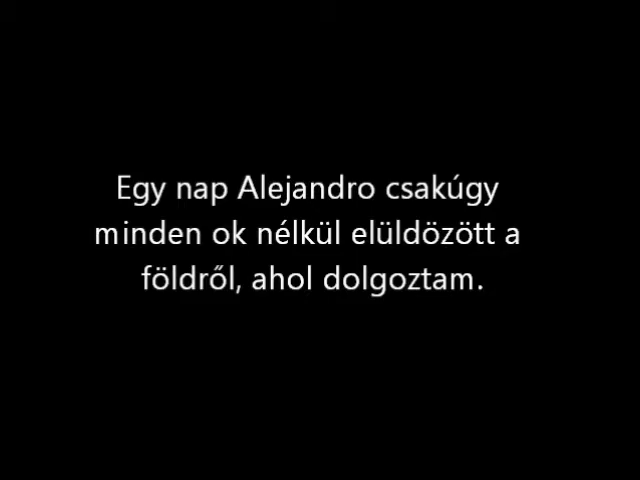 Egy nap Alejandro csakúgy
minden ok nélkül elüldözött a
földről, ahol dolgoztam.